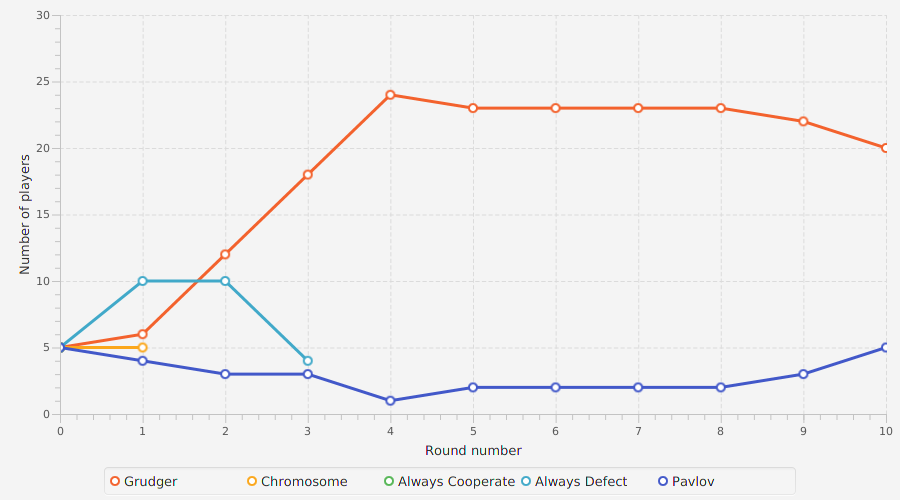 30
25
20
15
10
5
0
Number of players
0 1 2 3 4 5 6 7 8 9 10
Round number
Grudger Chromosome Always Cooperate Always Defect Pavlov